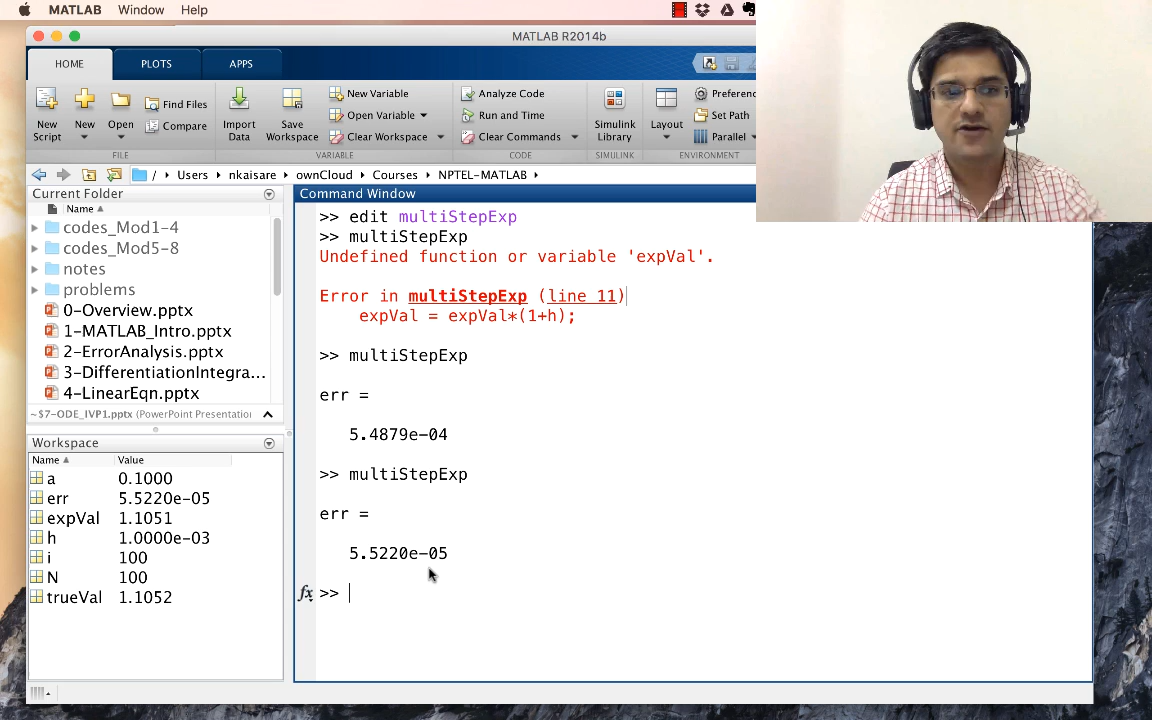 MATLAB Window Help
MATLAB R2014b
HOME PLOTS APPS
New Script
New
Open
Find Files
Compare
Import Data
Save Workspace
New Variable
Open Variable
Clear Workspace
Analyze Code
Run and Time
Clear Commands
Simulink Library
Layout
Preferenc
Set Path
Parallel
FILE VARIABLE CODE SIMULINK ENVIRONMENT
/ Users nkaisare ownCloud Courses NPTEL-MATLAB
Current Folder
Name
codes_Mod1-4
codes_Mod5-8
notes
problems
0-Overview.pptx
1-MATLAB_Intro.pptx
2-ErrorAnalysis.pptx
3-DifferentiationIntegra...
4-LinearEqn.pptx
~$7-ODE_IVP1.pptx (PowerPoint Presentatio
Workspace
Name Value
a 0.1000
err 5.5220e-05
expVal 1.1051
h 1.0000e-03
i 100
N 100
trueVal 1.1052
Command Window
>> edit multiStepExp
>> multiStepExp
Undefined function or variable 'expVal'.
Error in multiStepExp (line 11)
expVal = expVal*(1+h);
>> multiStepExp
err =
5.4879e-04
>> multiStepExp
err =
5.5220e-05
fx >>